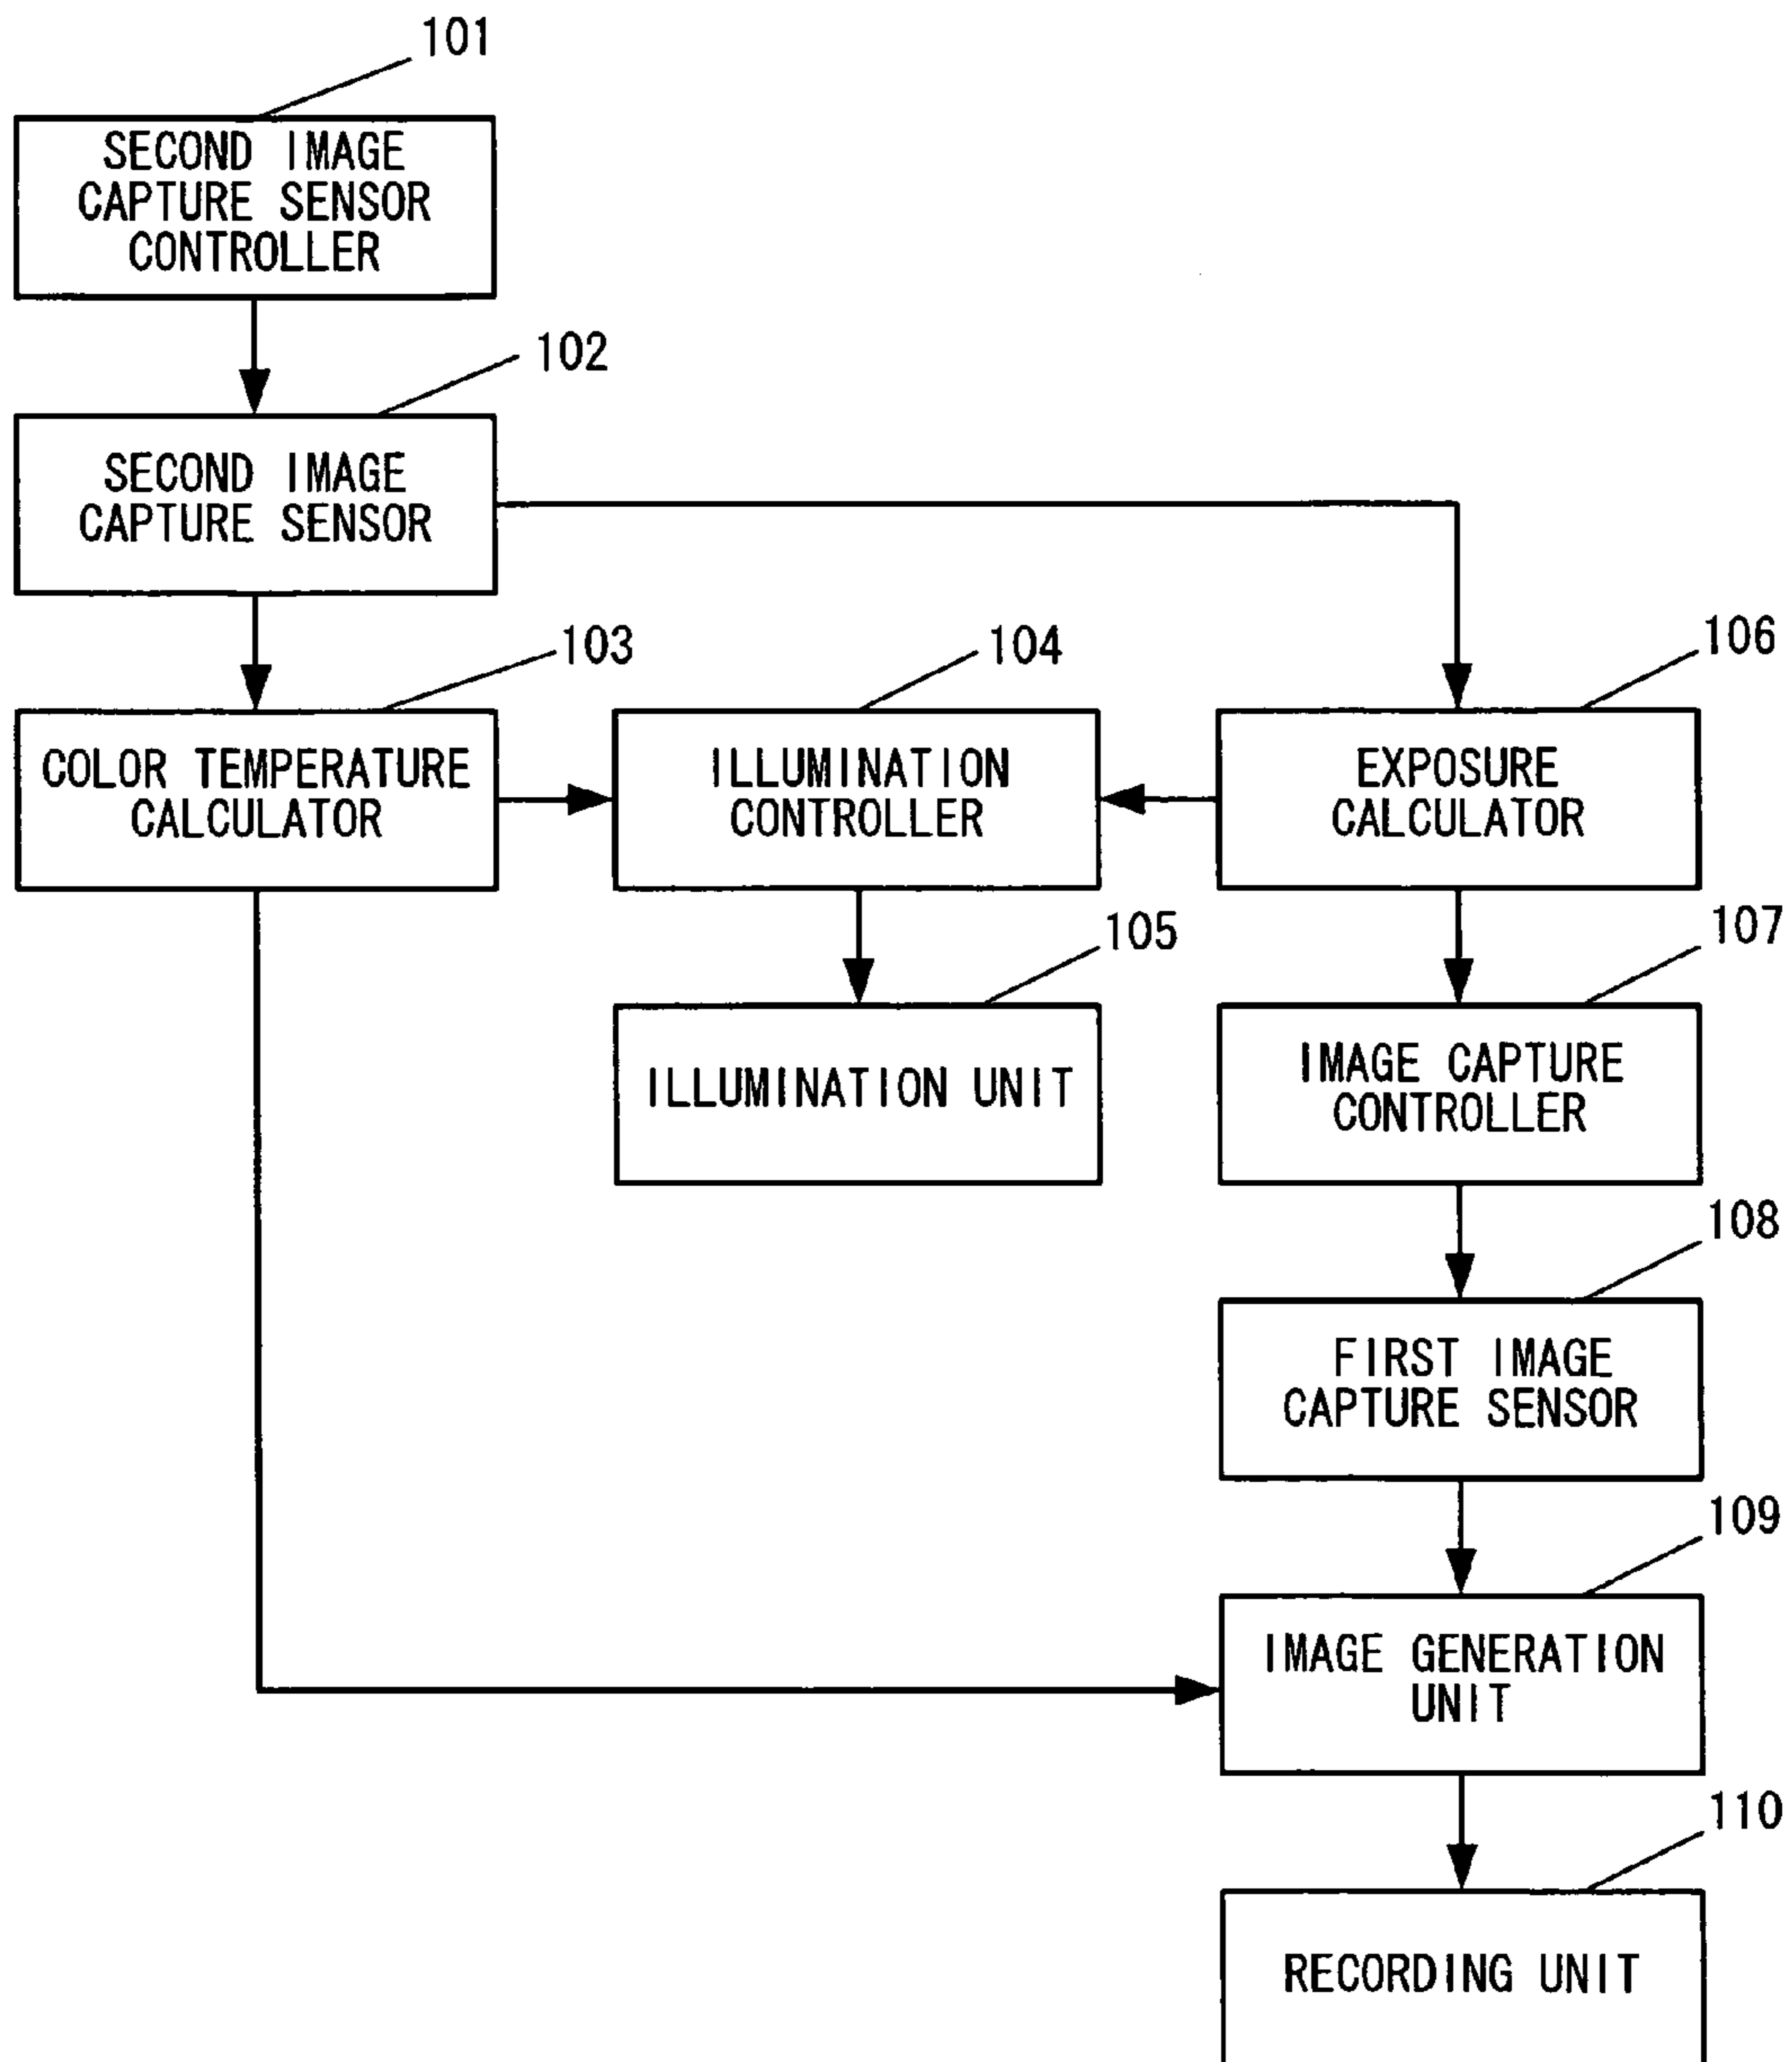 101
SECOND IMAGE
CAPTURE SENSOR
CONTROLLER
102
SECOND IMAGE
CAPTURE SENSOR
103
COLOR TEMPERATURE
CALCULATOR
104
ILLUMINATION
CONTROLLER
106
EXPOSURE
CALCULATOR
105
ILLUMINATION UNIT
107
IMAGE CAPTURE
CONTROLLER
108
FIRST IMAGE
CAPTURE SENSOR
109
IMAGE GENERATION
UNIT
110
RECORDING UNIT